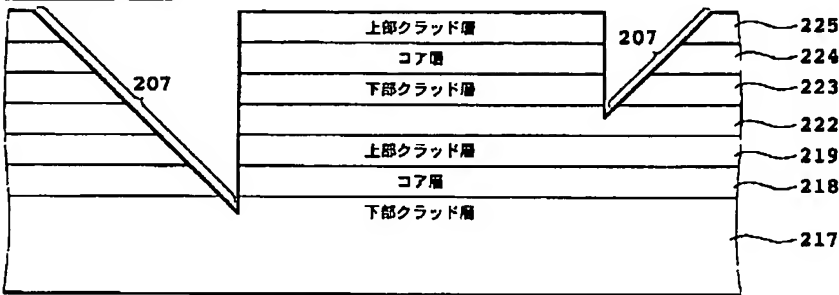 上部クラッド層 225
207 コア層 207 224
下部クラッド層 223
222
上部クラッド層 219
コア層 218
下部クラッド層
217